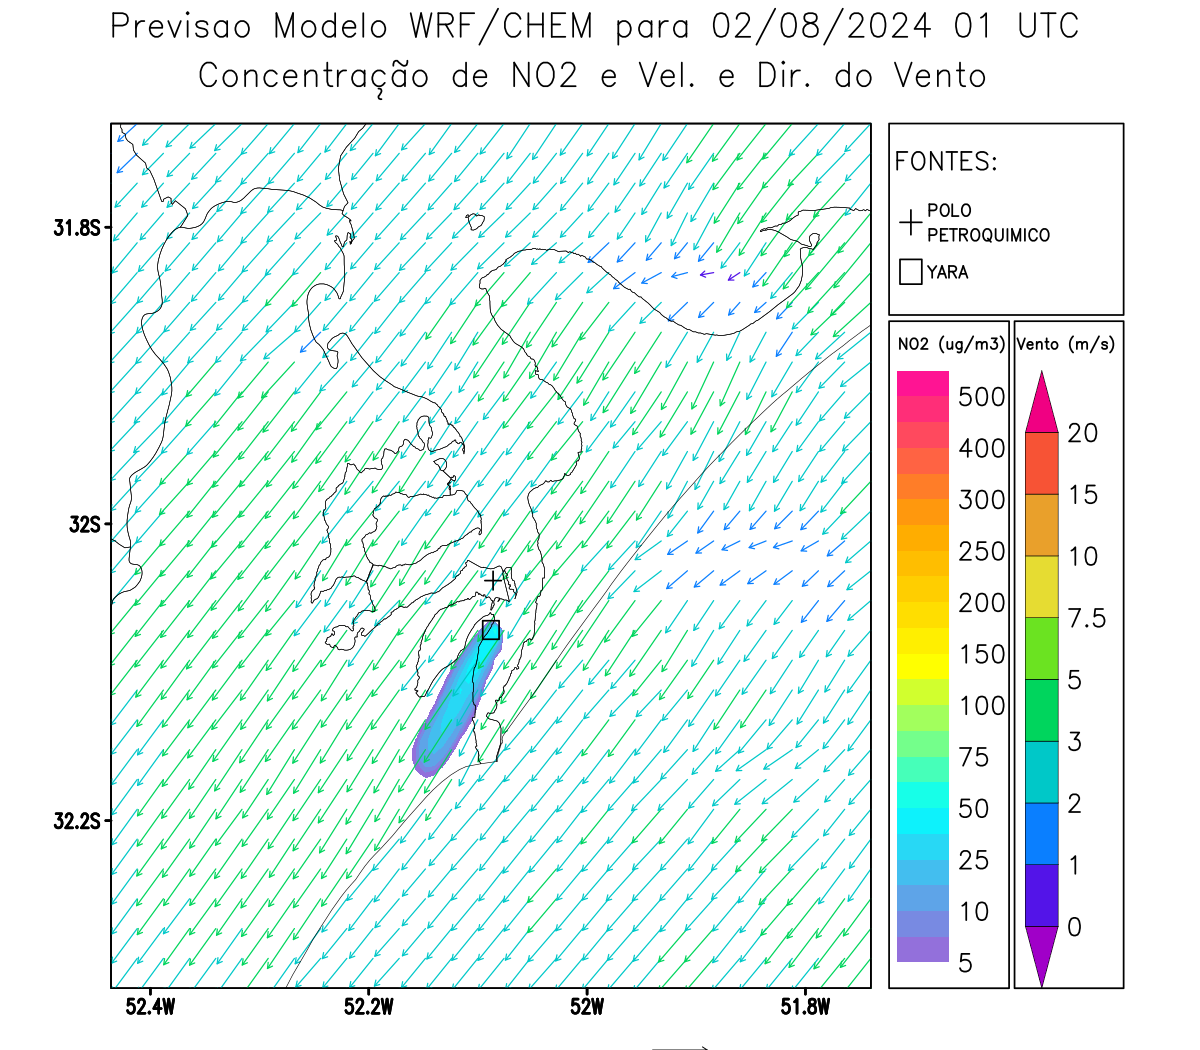 Previsao Modelo WRF/CHEM para 02/08/2024 01 UTC
Concentração de NO2 e Vel. e Dir. do Vento
FONTES:
POLO
PETROQUIMICO
YARA
NO2 (ug/m3)
500
400
300
250
200
150
100
75
50
25
10
5
Vento (m/s)
20
15
10
7.5
5
3
2
1
0
31.8S
32S
32.2S
52.4W
52.2W
52W
51.8W